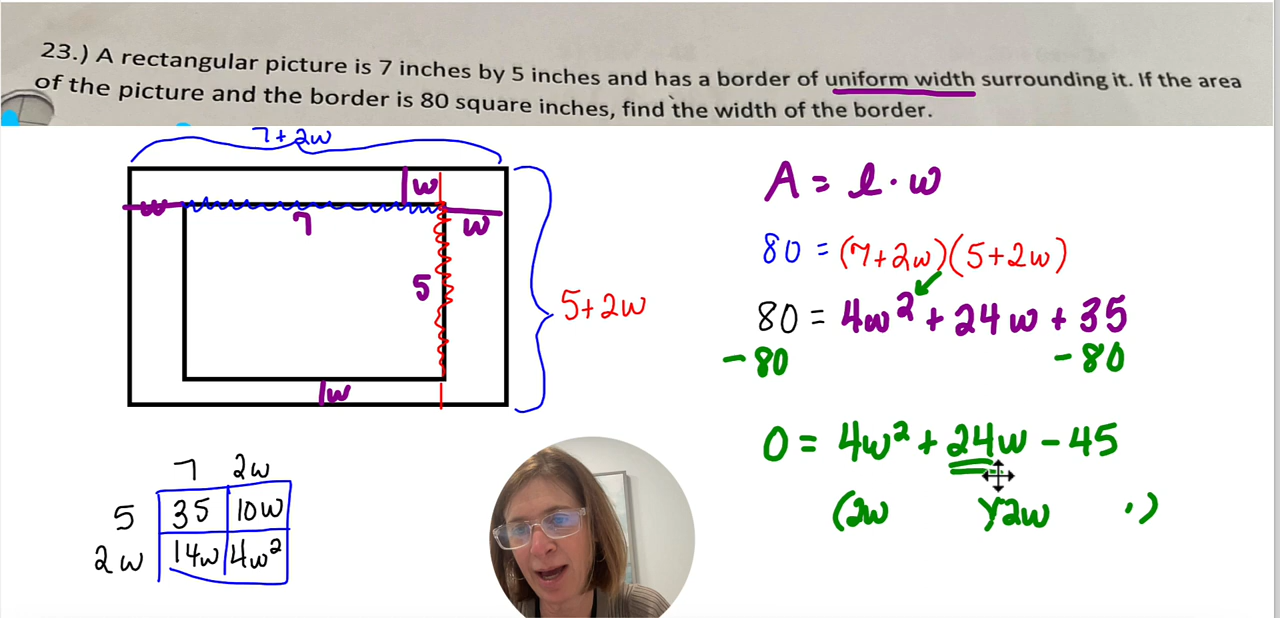 23.) A rectangular picture is 7 inches by 5 inches and has a border of uniform width surrounding it. If the area
of the picture and the border is 80 square inches, find the width of the border.
7+2w
w
w
7
w
5
5+2w
w
A = l · w
80 = (7+2w)(5+2w)
80 = 4w² + 24w + 35
-80 -80
0 = 4w² + 24w - 45
(2w )(2w )
7 2w
5 35 10w
2w 14w 4w²